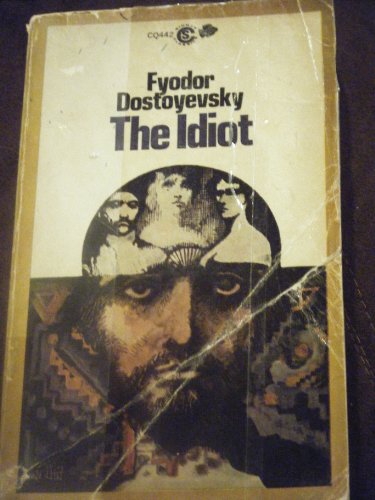 CQ442
Fyodor
Dostoyevsky
The Idiot